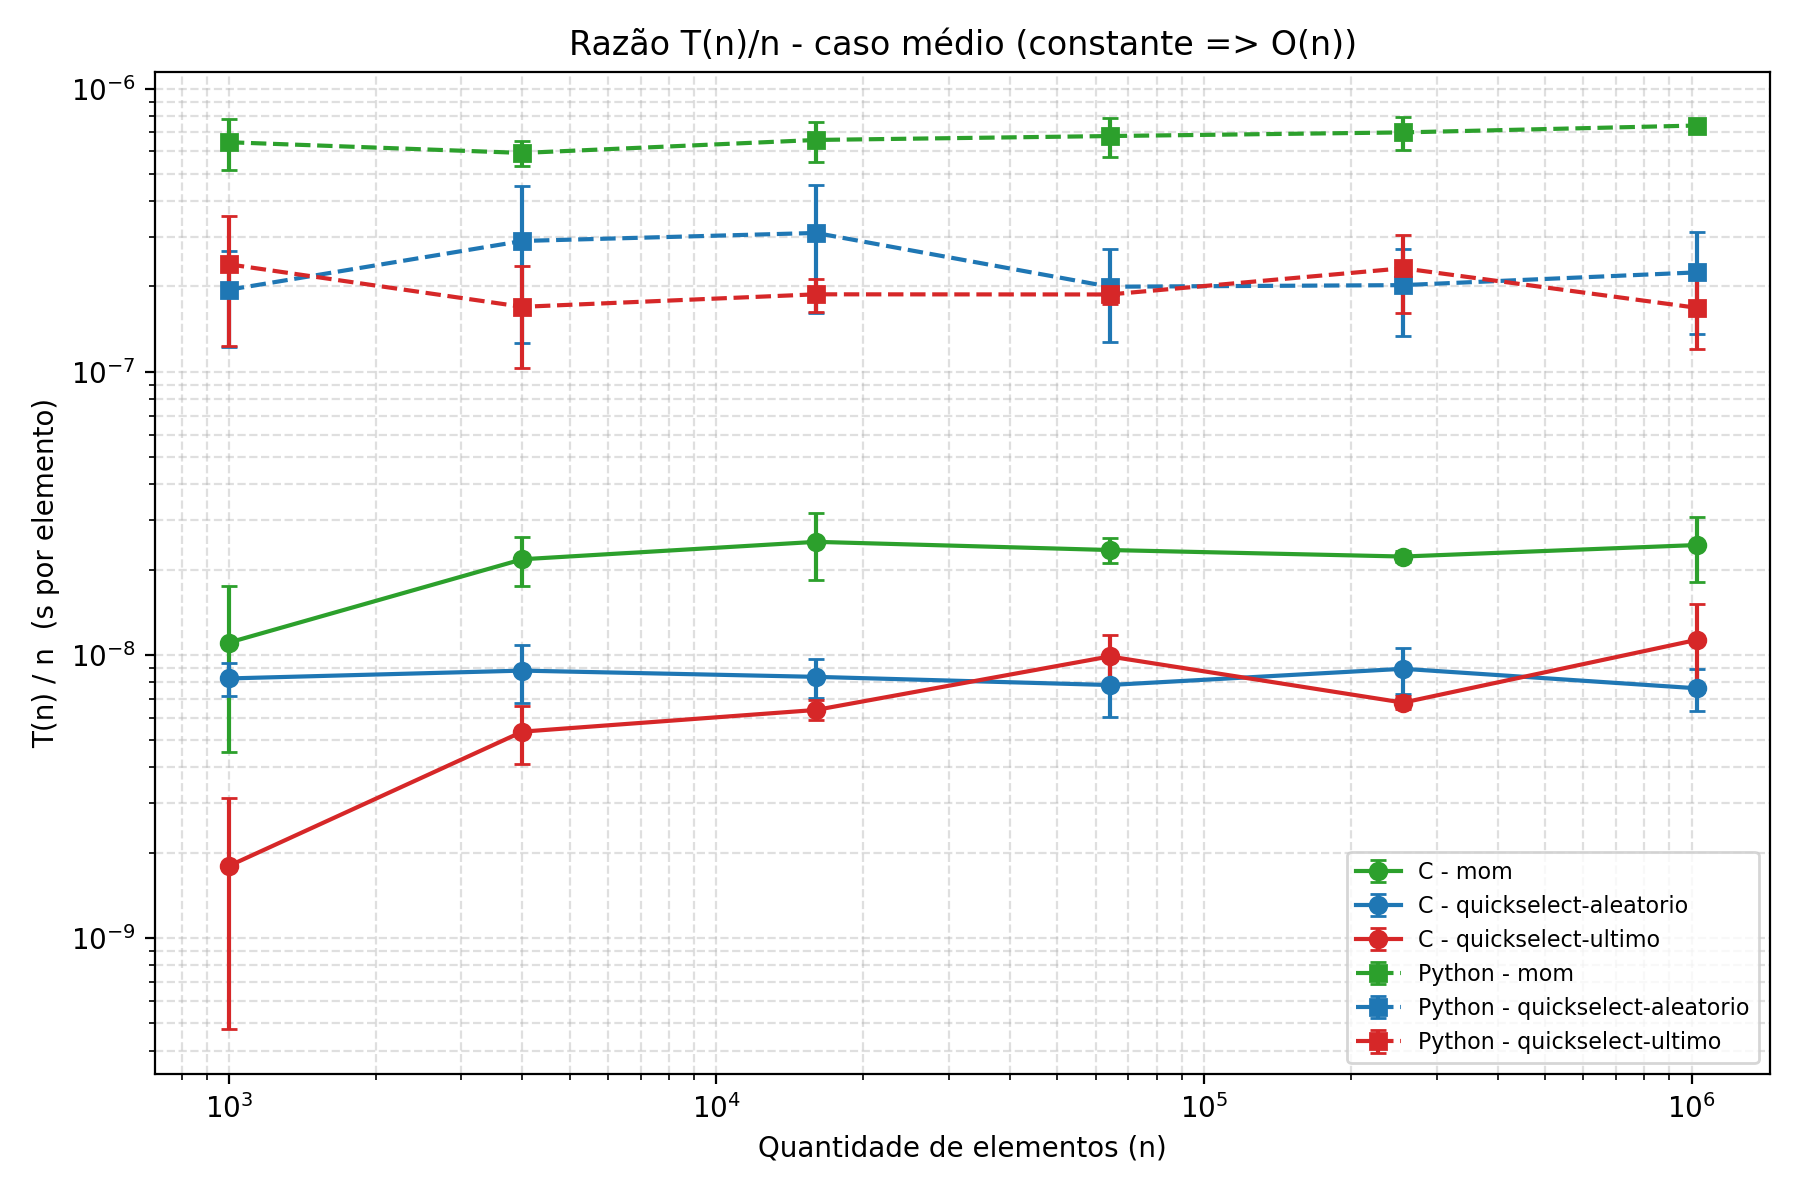 Razão T(n)/n - caso médio (constante => O(n))
T(n) / n  (s por elemento)
10⁻⁶
10⁻⁷
10⁻⁸
10⁻⁹
C - mom
C - quickselect-aleatorio
C - quickselect-ultimo
Python - mom
Python - quickselect-aleatorio
Python - quickselect-ultimo
10³ 10⁴ 10⁵ 10⁶
Quantidade de elementos (n)